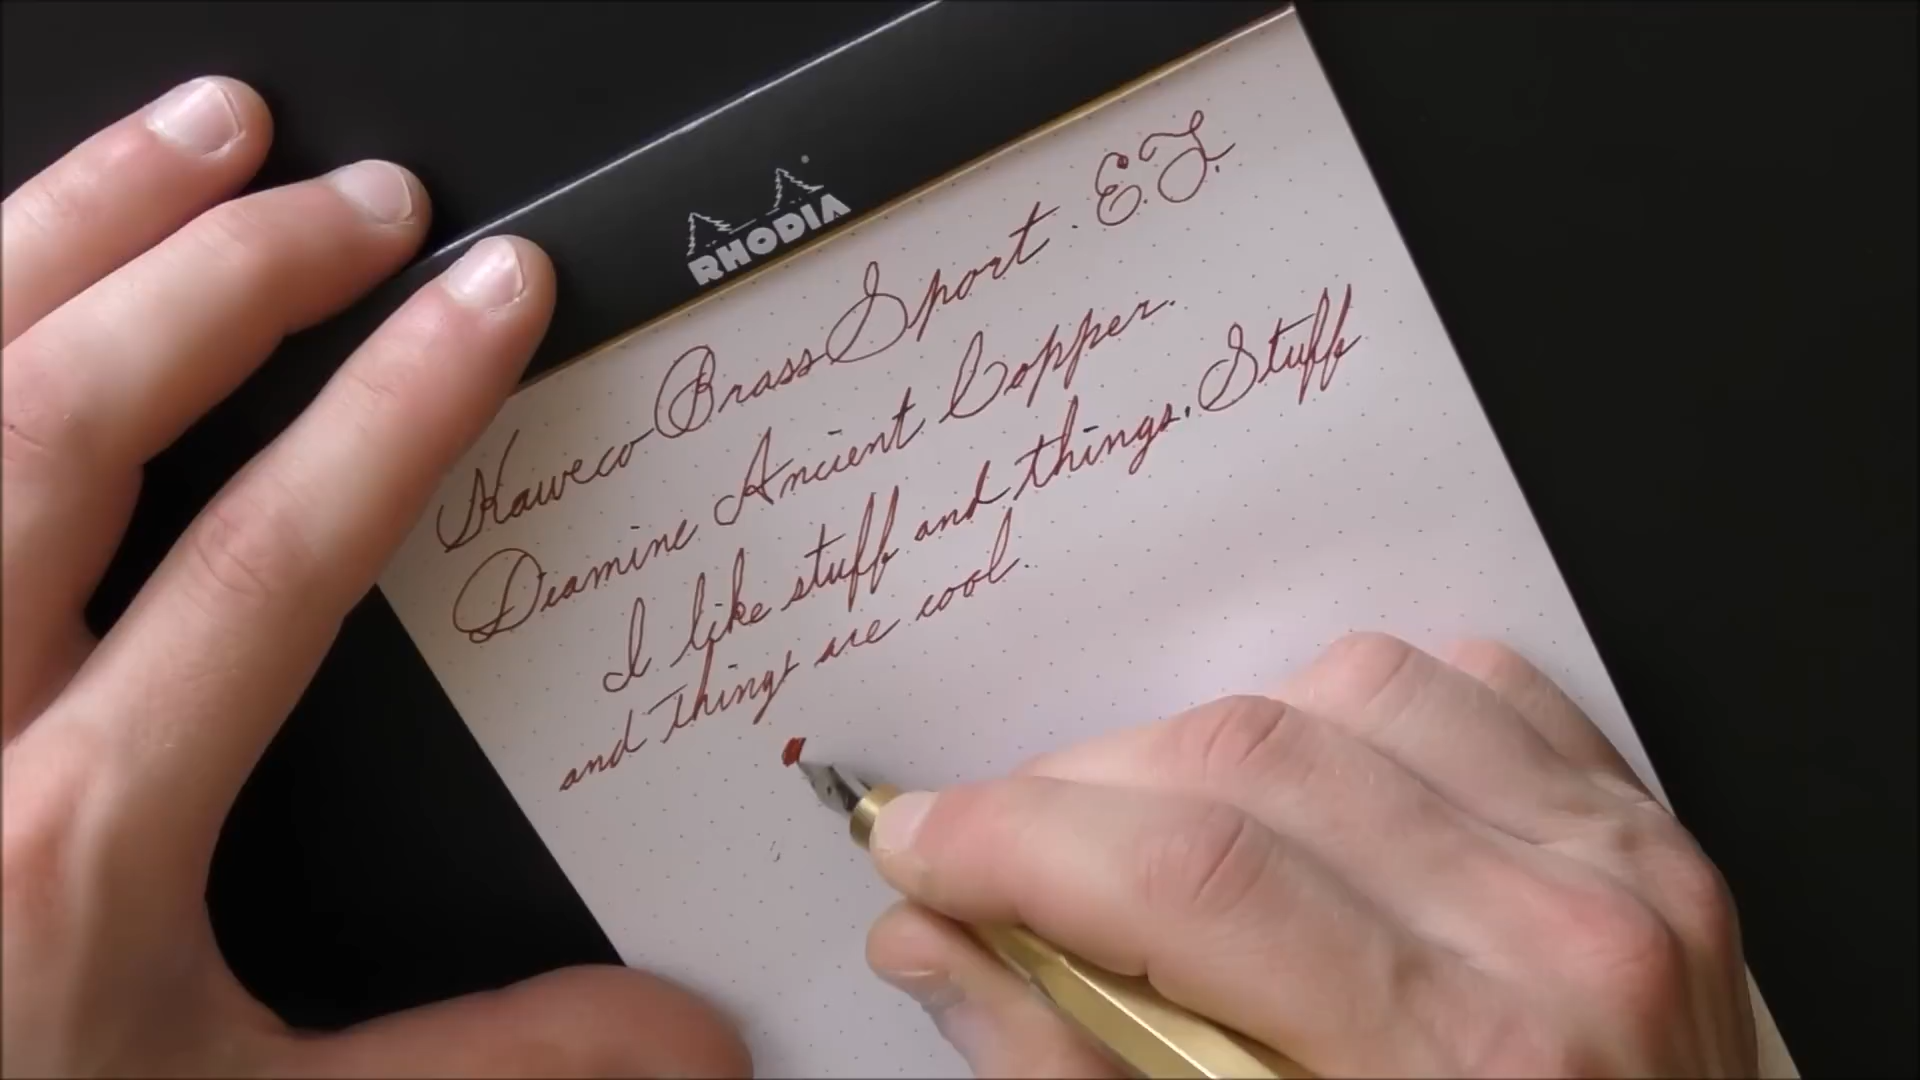 RHODIA
Kaweco Brass Sport. E.F.
Diamine Ancient Copper.
I like stuff and things. Stuff
and things are cool.